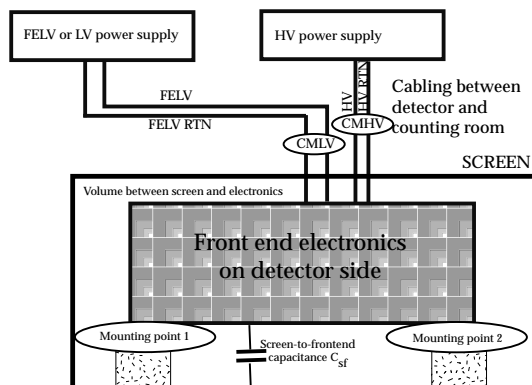 FELV or LV power supply
HV power supply
FELV
FELV RTN
HV
HV RTN
CMLV
CMHV
Cabling between
detector and
counting room
SCREEN
Volume between screen and electronics
Front end electronics
on detector side
Mounting point 1
Screen-to-frontend
capacitance Csf
Mounting point 2